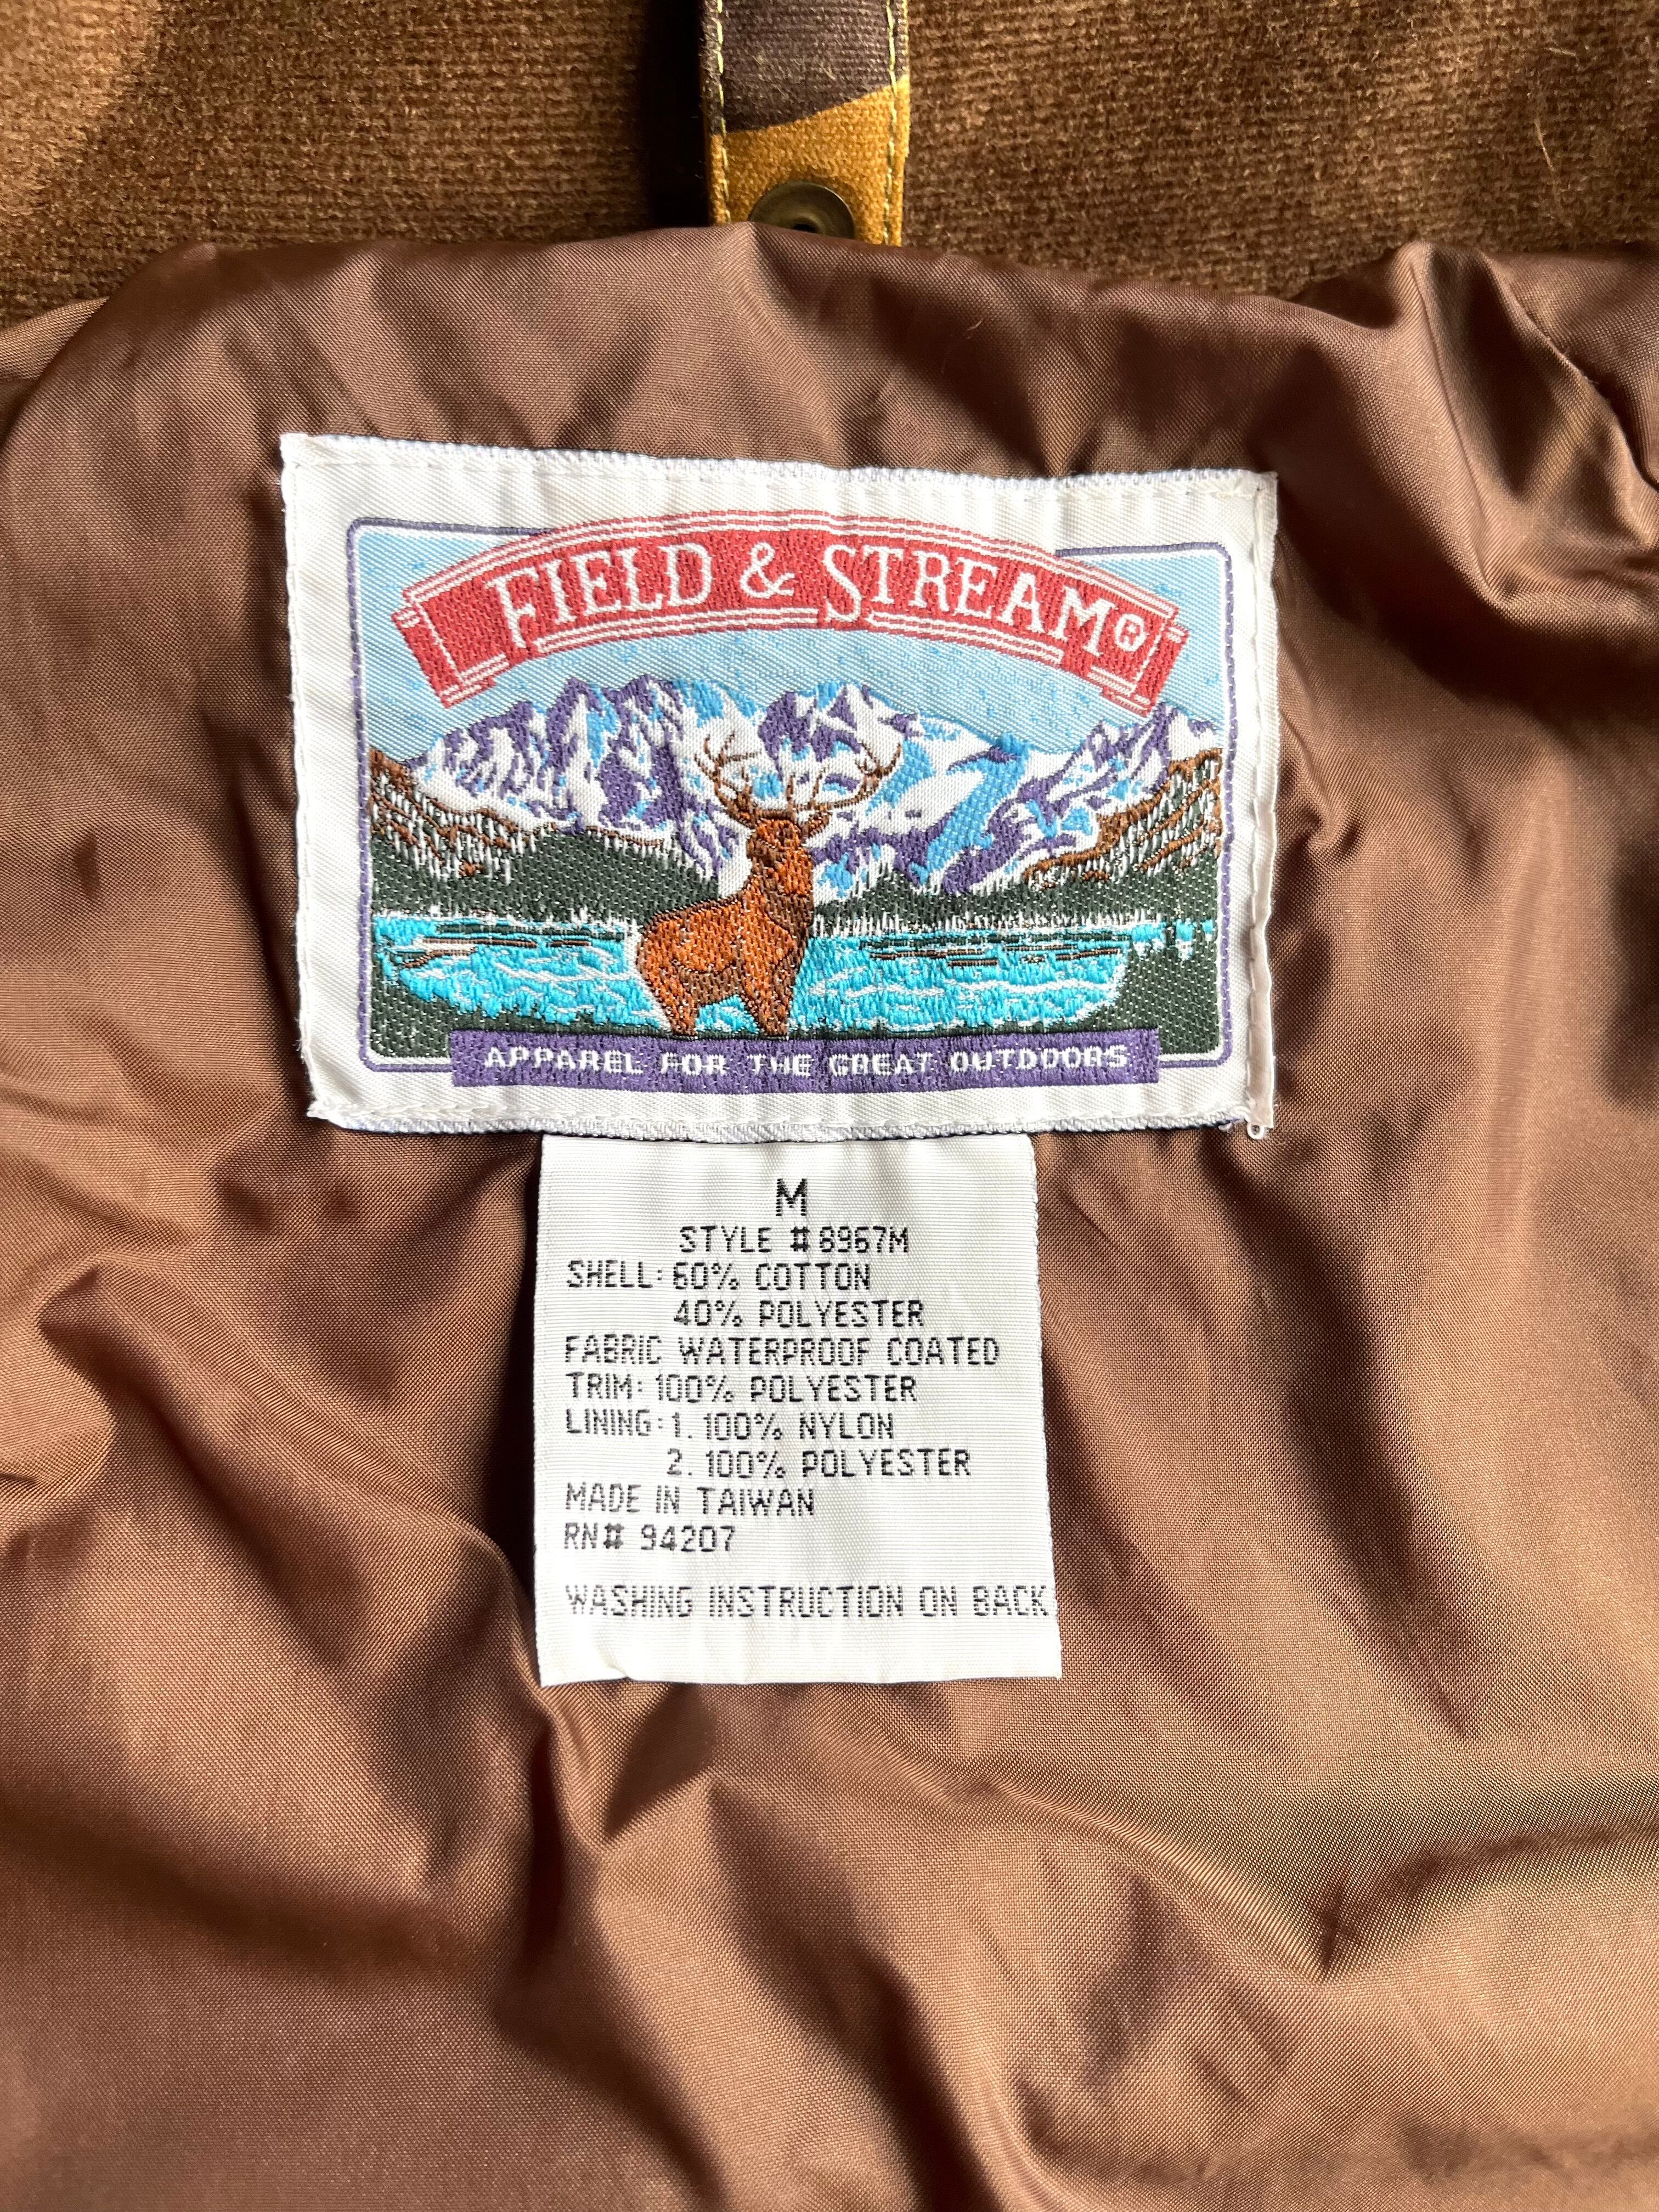 FIELD & STREAM®
APPAREL FOR THE GREAT OUTDOORS
M
STYLE #8967M
SHELL: 60% COTTON
40% POLYESTER
FABRIC WATERPROOF COATED
TRIM: 100% POLYESTER
LINING: 1. 100% NYLON
2. 100% POLYESTER
MADE IN TAIWAN
RN# 94207
WASHING INSTRUCTION ON BACK